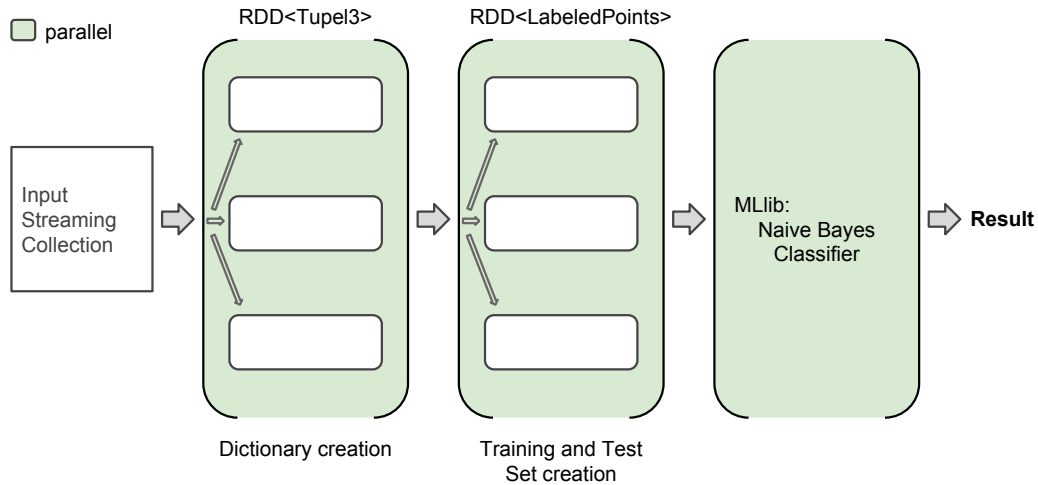 RDD<Tupel3>
RDD<LabeledPoints>
parallel
Input
Streaming
Collection
MLlib:
Naive Bayes
Classifier
Result
Dictionary creation
Training and Test
Set creation